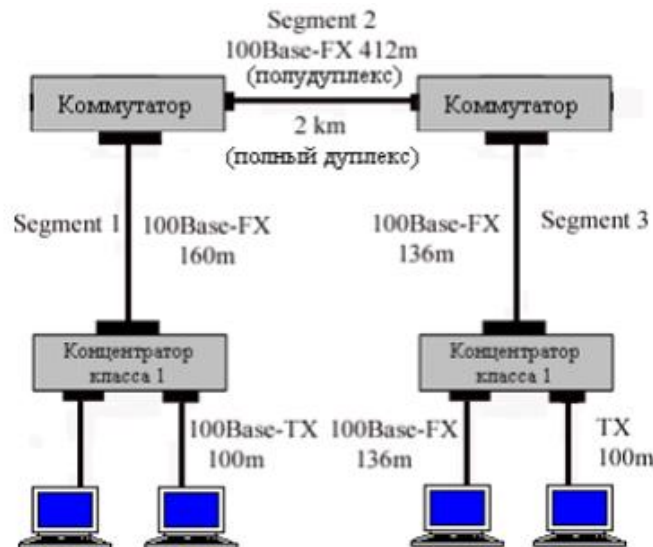 Segment 2
100Base-FX 412m
(полудуплекс)
Коммутатор
Коммутатор
2 km
(полный дуплекс)
Segment 1
100Base-FX
160m
100Base-FX
136m
Segment 3
Концентратор
класса 1
Концентратор
класса 1
100Base-TX
100m
100Base-FX
136m
TX
100m